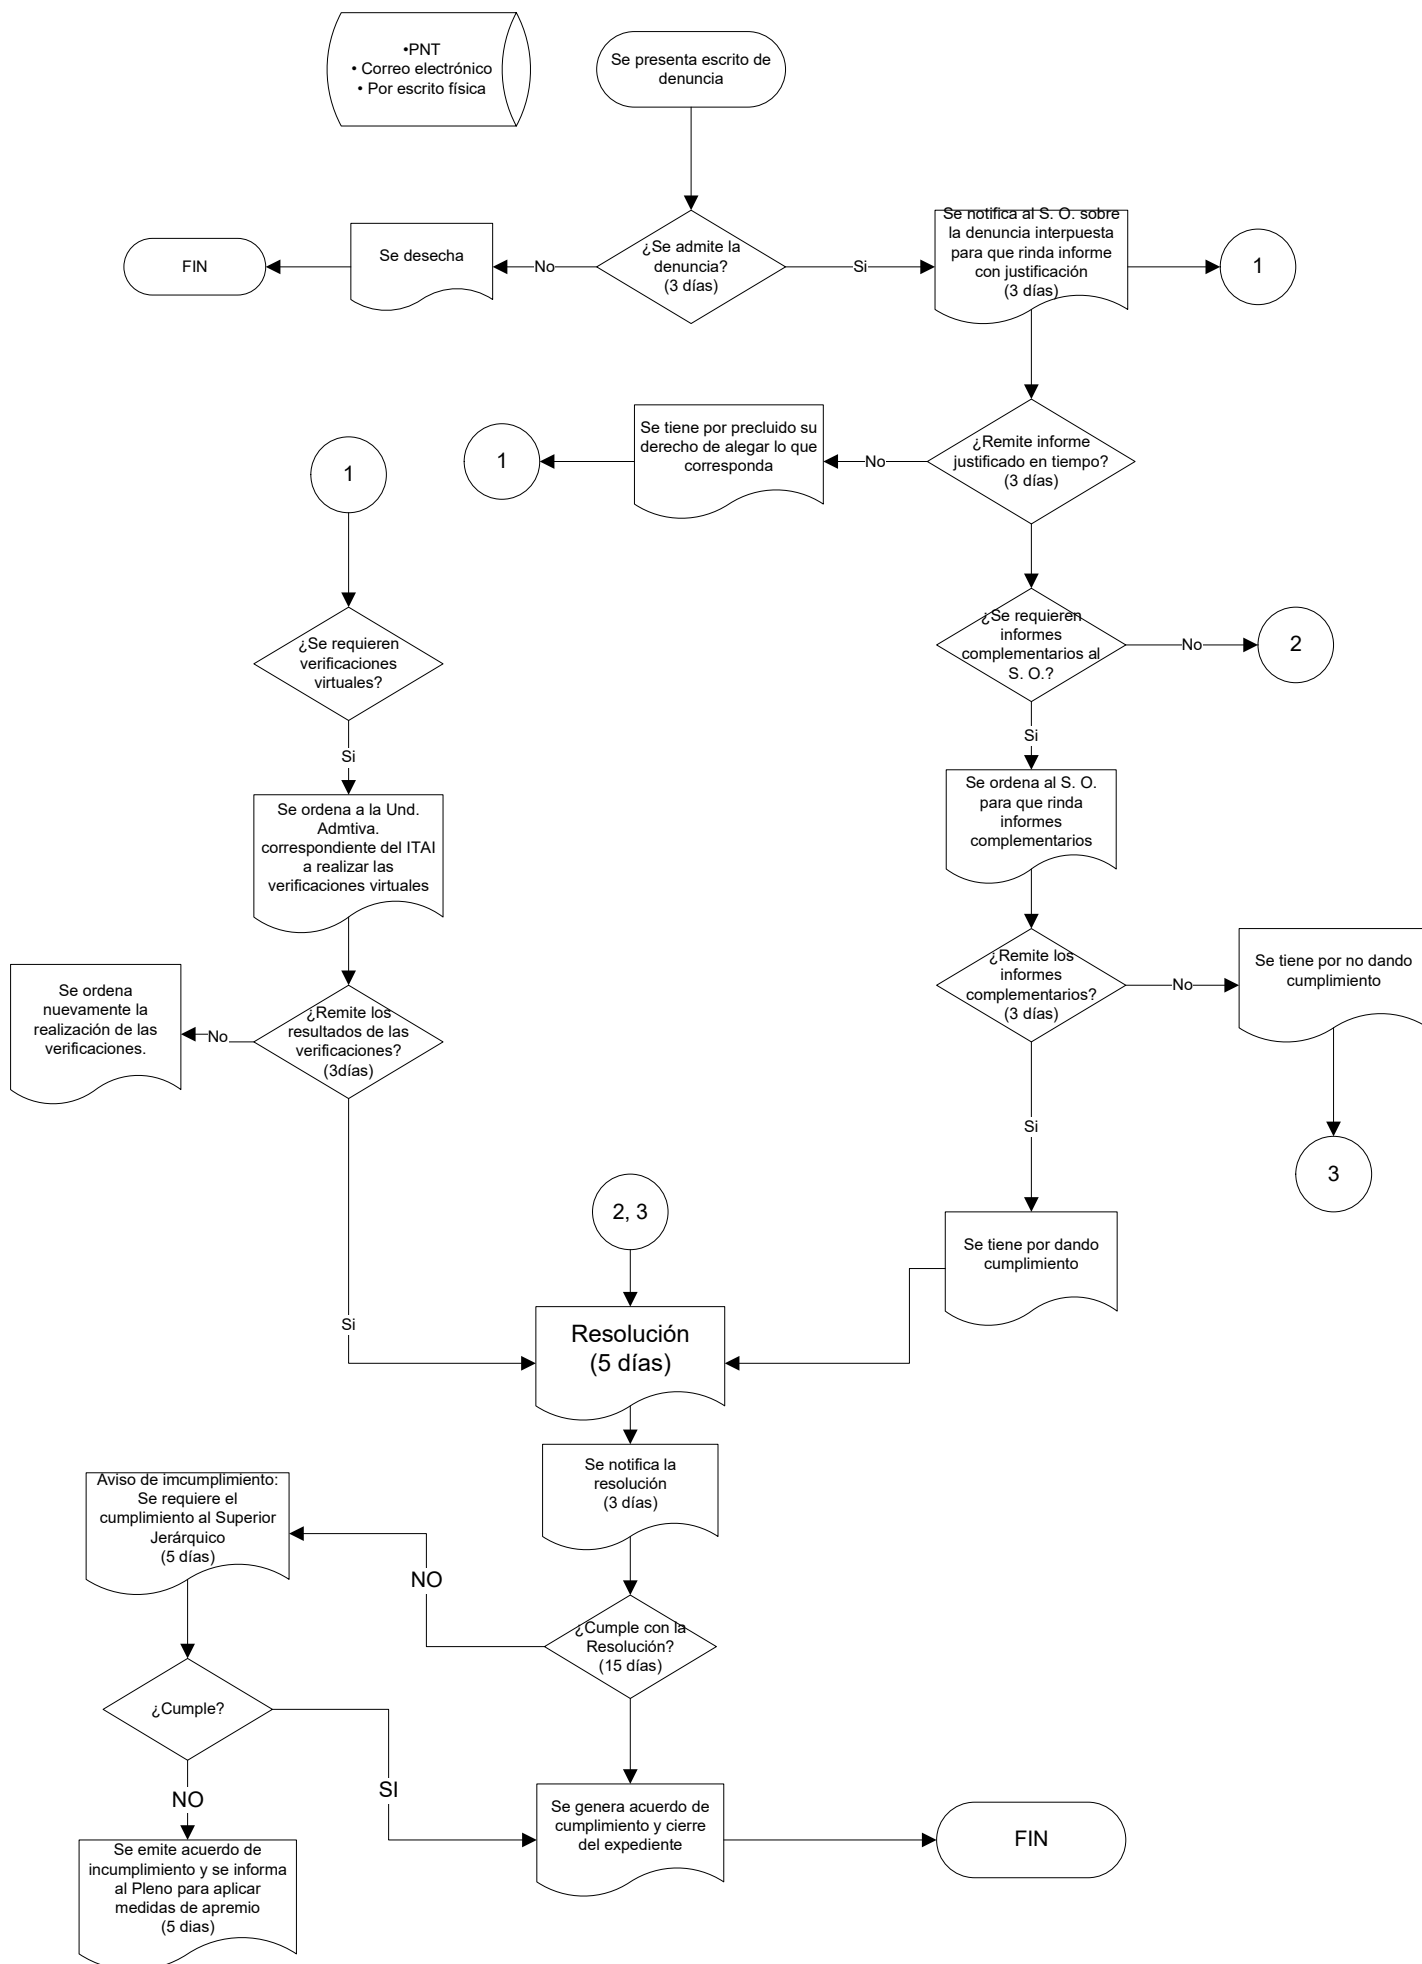 •PNT
• Correo electrónico
• Por escrito física
Se presenta escrito de
denuncia
FIN
Se desecha
No
¿Se admite la
denuncia?
(3 días)
Si
Se notifica al S. O. sobre
la denuncia interpuesta
para que rinda informe
con justificación
(3 días)
1
1
1
Se tiene por precluido su
derecho de alegar lo que
corresponda
No
¿Remite informe
justificado en tiempo?
(3 días)
¿Se requieren
verificaciones
virtuales?
¿Se requieren
informes
complementarios al
S. O.?
No
2
Si
Si
Se ordena a la Und.
Admtiva.
correspondiente del ITAI
a realizar las
verificaciones virtuales
Se ordena al S. O.
para que rinda
informes
complementarios
Se ordena
nuevamente la
realización de las
verificaciones.
No
¿Remite los
resultados de las
verificaciones?
(3días)
¿Remite los
informes
complementarios?
(3 días)
No
Se tiene por no dando
cumplimiento
Si
3
2, 3
Se tiene por dando
cumplimiento
Si
Resolución
(5 días)
Se notifica la
resolución
(3 días)
Aviso de imcumplimiento:
Se requiere el
cumplimiento al Superior
Jerárquico
(5 días)
NO
¿Cumple con la
Resolución?
(15 días)
¿Cumple?
NO
SI
Se genera acuerdo de
cumplimiento y cierre
del expediente
FIN
Se emite acuerdo de
incumplimiento y se informa
al Pleno para aplicar
medidas de apremio
(5 dias)